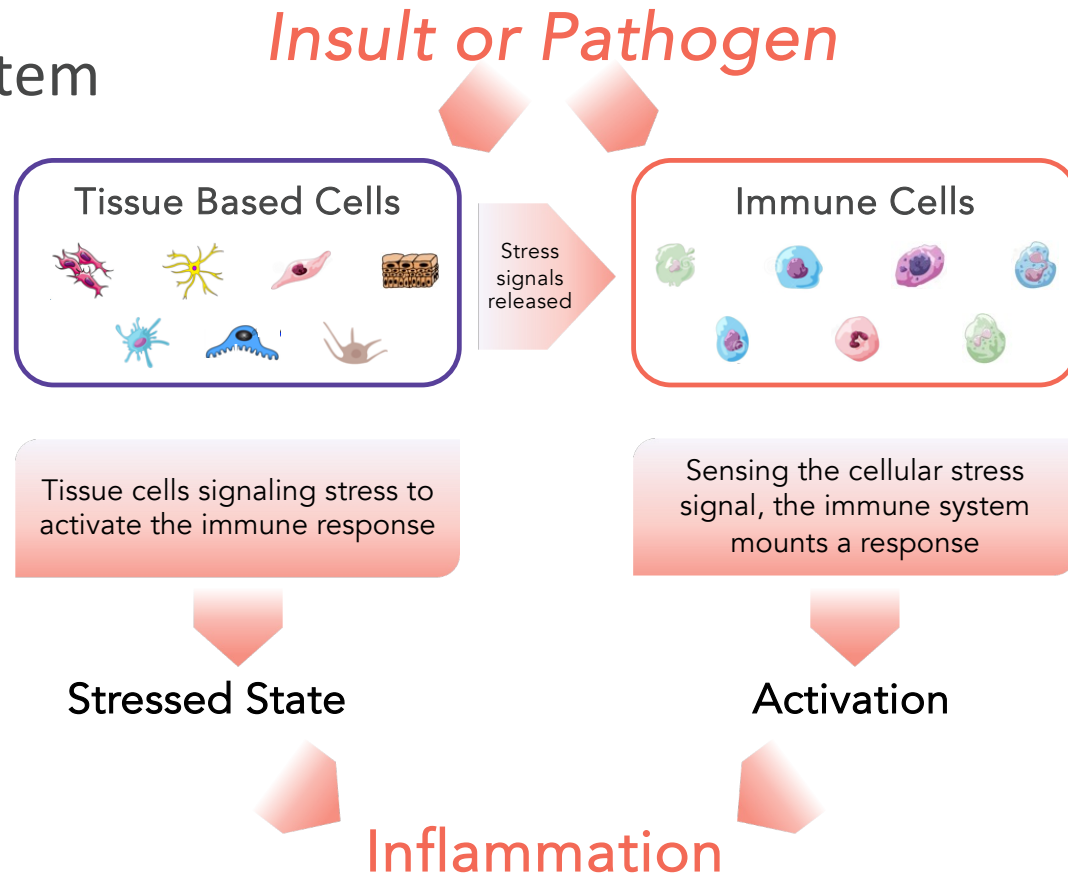 Insult or Pathogen
tem
Tissue Based Cells
Stress
signals
released
Immune Cells
Tissue cells signaling stress to
activate the immune response
Sensing the cellular stress
signal, the immune system
mounts a response
Stressed State
Activation
Inflammation